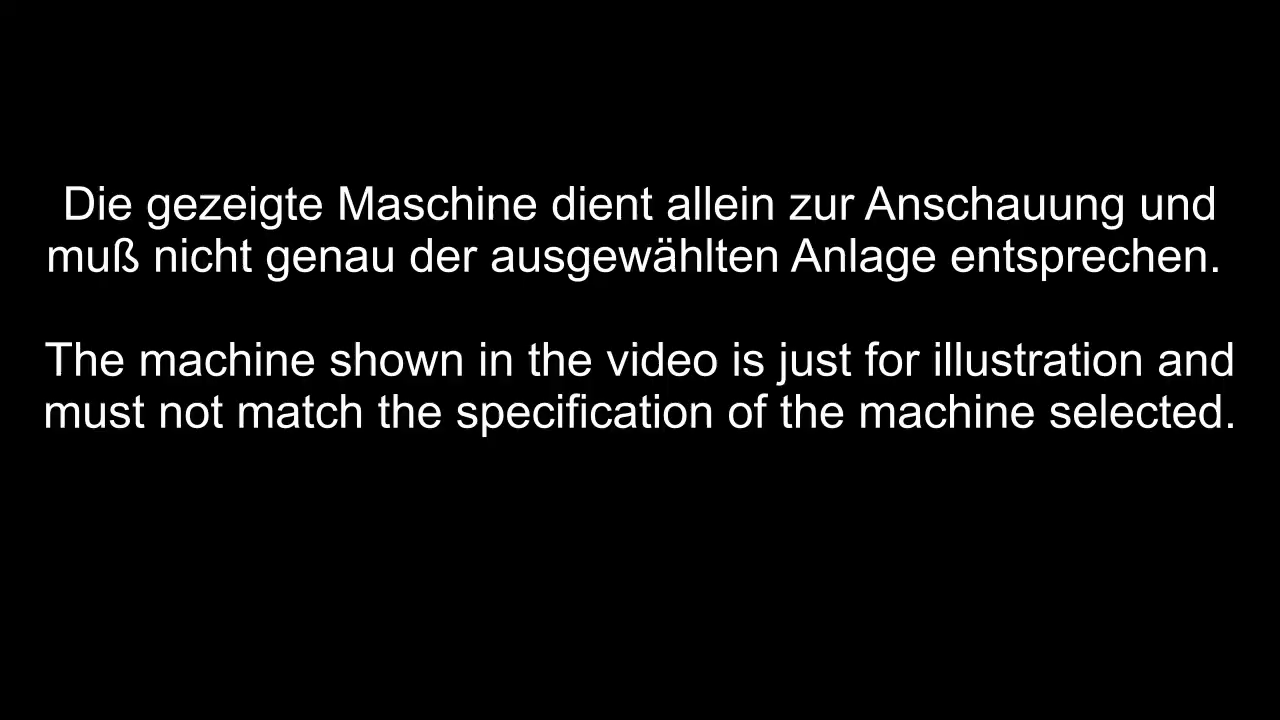 Die gezeigte Maschine dient allein zur Anschauung und
muß nicht genau der ausgewählten Anlage entsprechen.
The machine shown in the video is just for illustration and
must not match the specification of the machine selected.